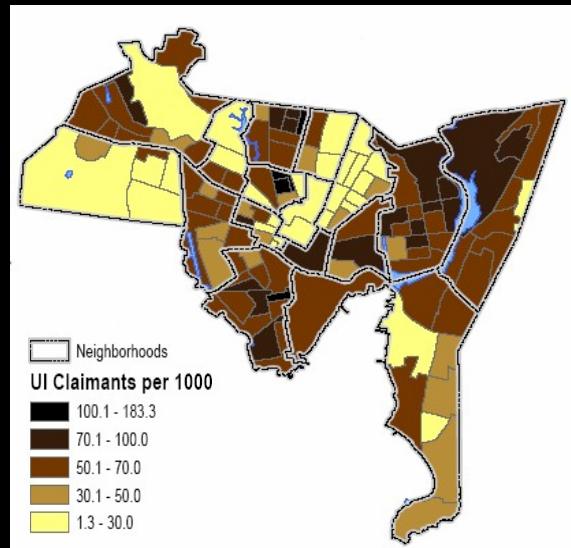 Neighborhoods
UI Claimants per 1000
100.1 - 183.3
70.1 - 100.0
50.1 - 70.0
30.1 - 50.0
1.3 - 30.0